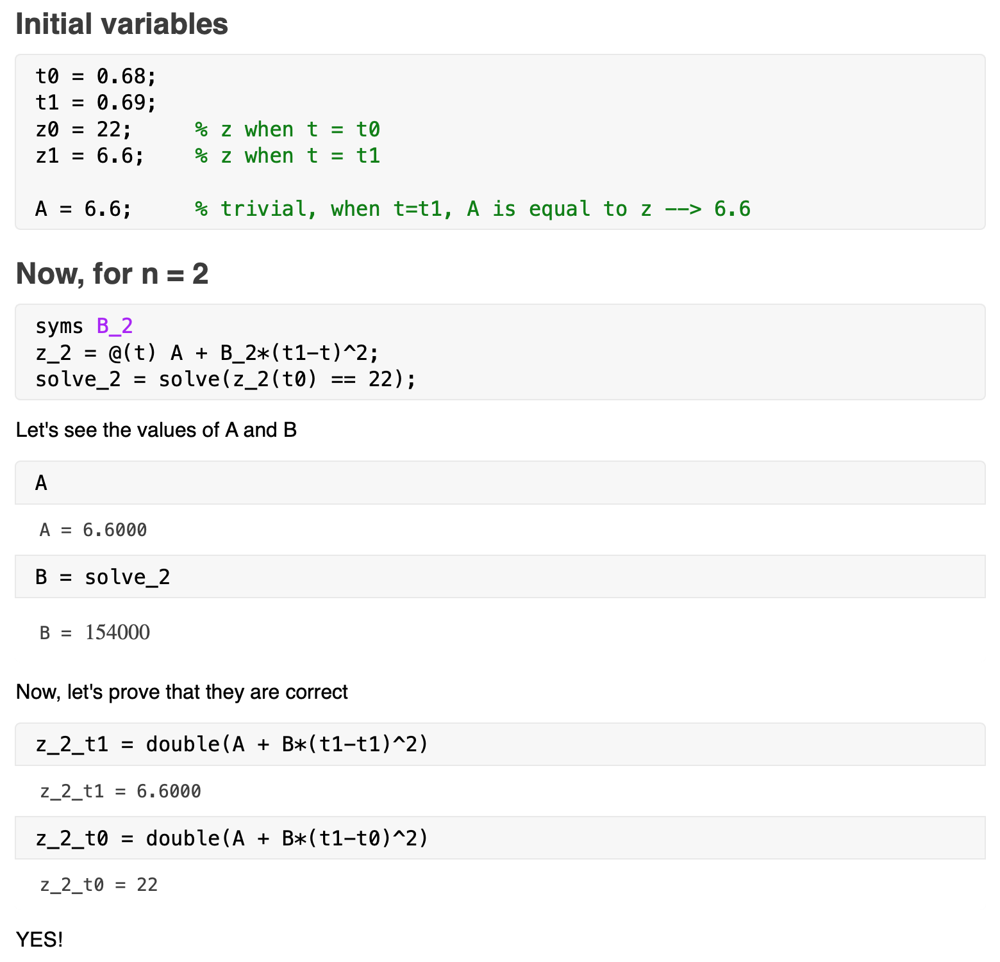 Initial variables
t0 = 0.68;
t1 = 0.69;
z0 = 22;     % z when t = t0
z1 = 6.6;    % z when t = t1
A = 6.6;     % trivial, when t=t1, A is equal to z --> 6.6
Now, for n = 2
syms B_2
z_2 = @(t) A + B_2*(t1-t)^2;
solve_2 = solve(z_2(t0) == 22);
Let's see the values of A and B
A
A = 6.6000
B = solve_2
B = 154000
Now, let's prove that they are correct
z_2_t1 = double(A + B*(t1-t1)^2)
z_2_t1 = 6.6000
z_2_t0 = double(A + B*(t1-t0)^2)
z_2_t0 = 22
YES!